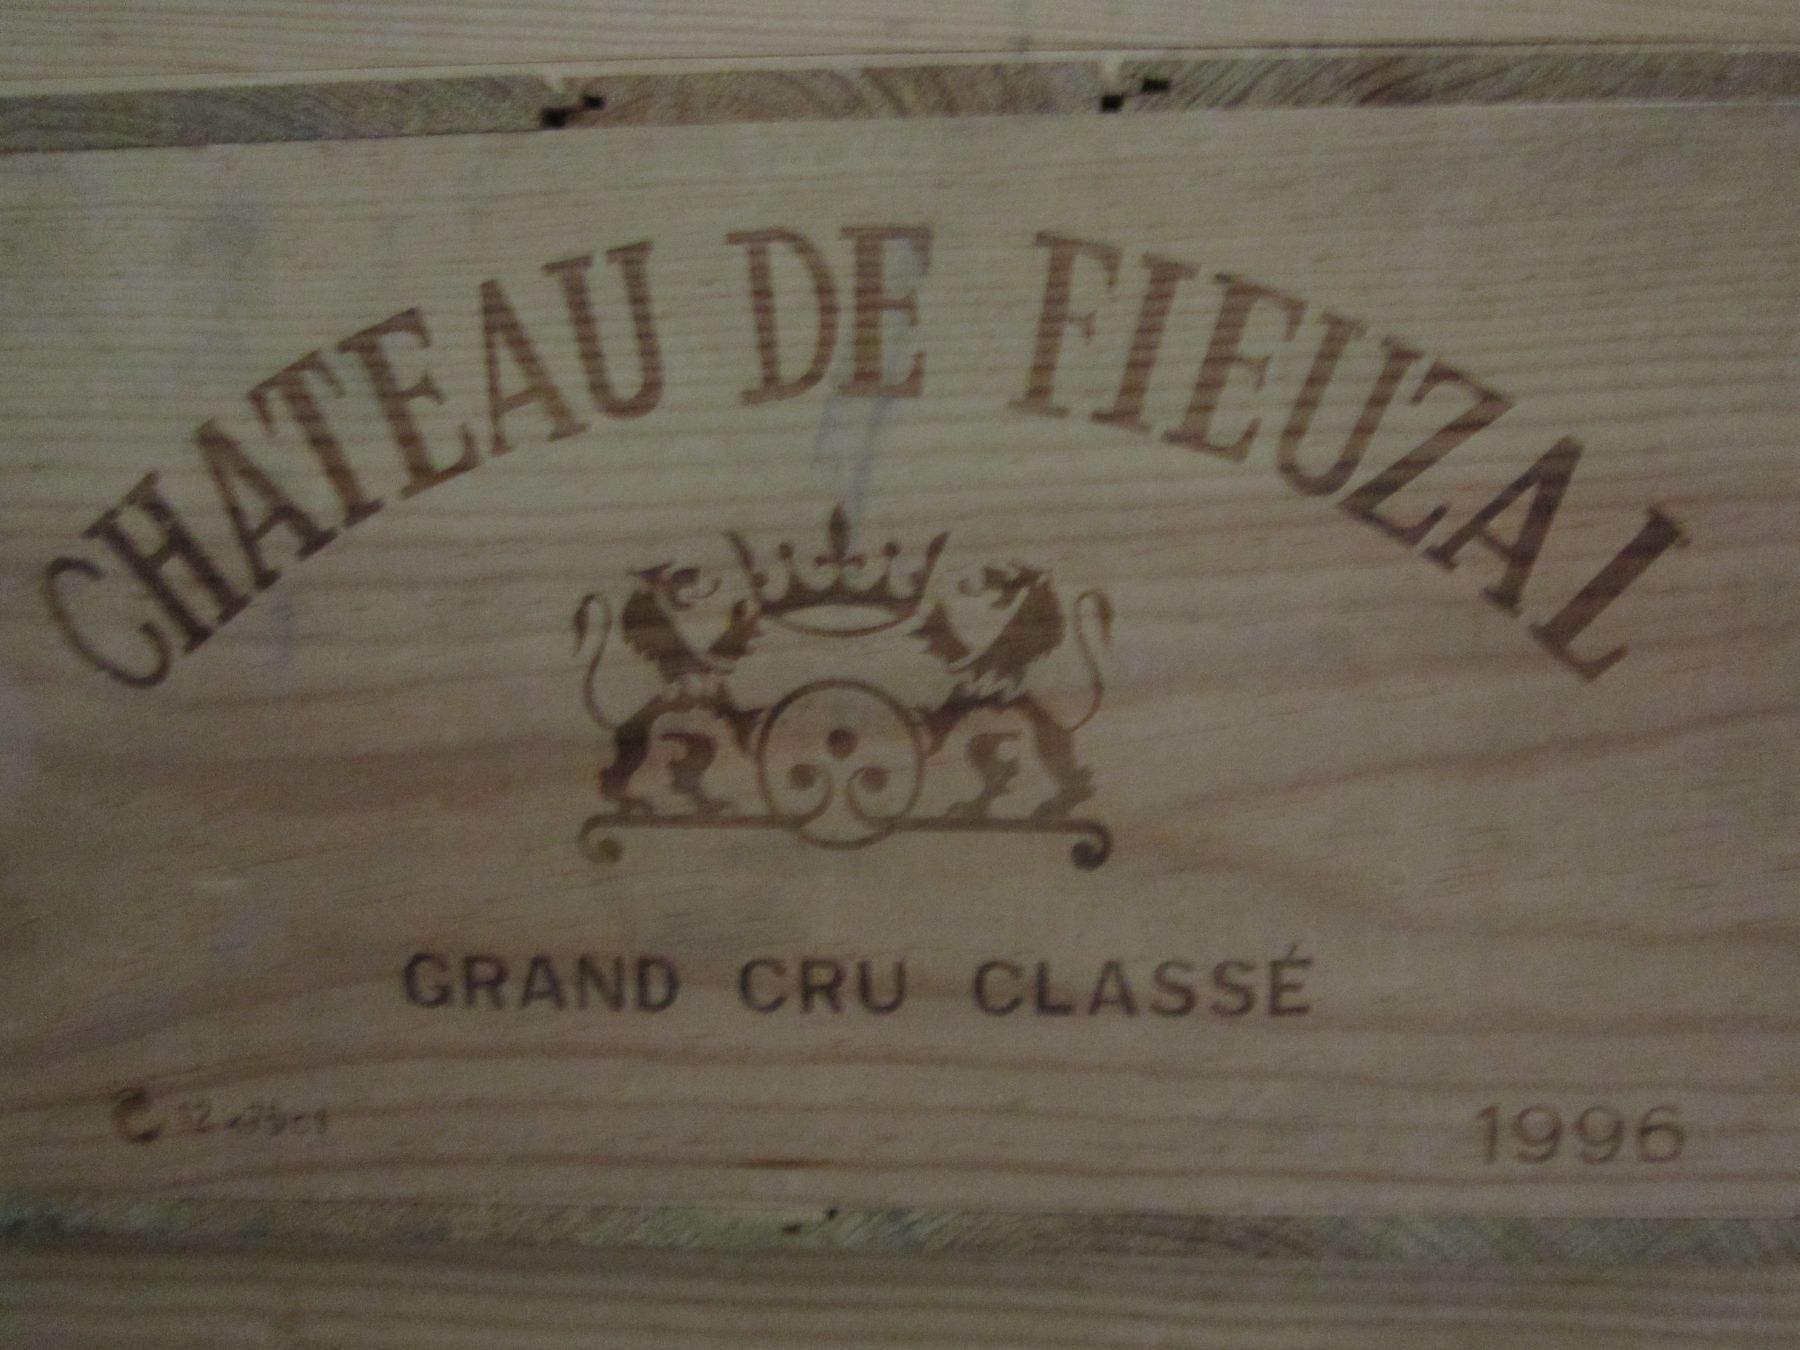 CHATEAU DE FIEUZAL
GRAND CRU CLASSÉ
1996